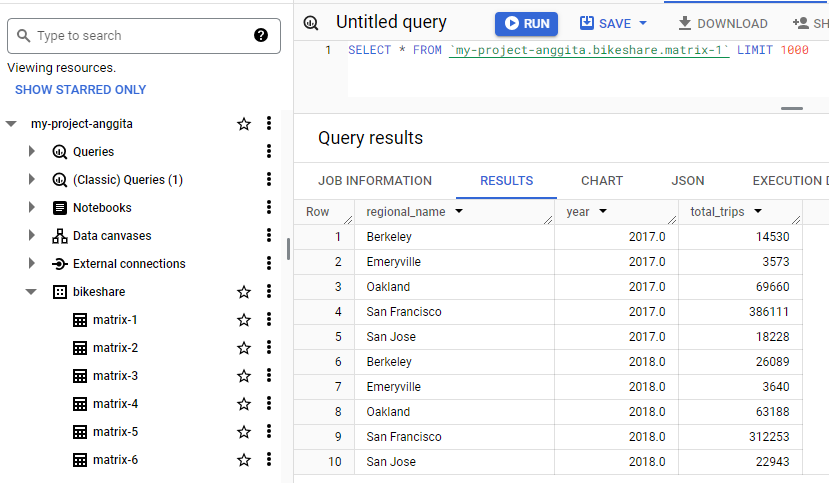 Type to search
Viewing resources.
SHOW STARRED ONLY
my-project-anggita
Queries
(Classic) Queries (1)
Notebooks
Data canvases
External connections
bikeshare
matrix-1
matrix-2
matrix-3
matrix-4
matrix-5
matrix-6
Untitled query RUN SAVE DOWNLOAD SH
1 SELECT * FROM `my-project-anggita.bikeshare.matrix-1` LIMIT 1000
Query results
JOB INFORMATION RESULTS CHART JSON EXECUTION D
Row regional_name year total_trips
1 Berkeley 2017.0 14530
2 Emeryville 2017.0 3573
3 Oakland 2017.0 69660
4 San Francisco 2017.0 386111
5 San Jose 2017.0 18228
6 Berkeley 2018.0 26089
7 Emeryville 2018.0 3640
8 Oakland 2018.0 63188
9 San Francisco 2018.0 312253
10 San Jose 2018.0 22943